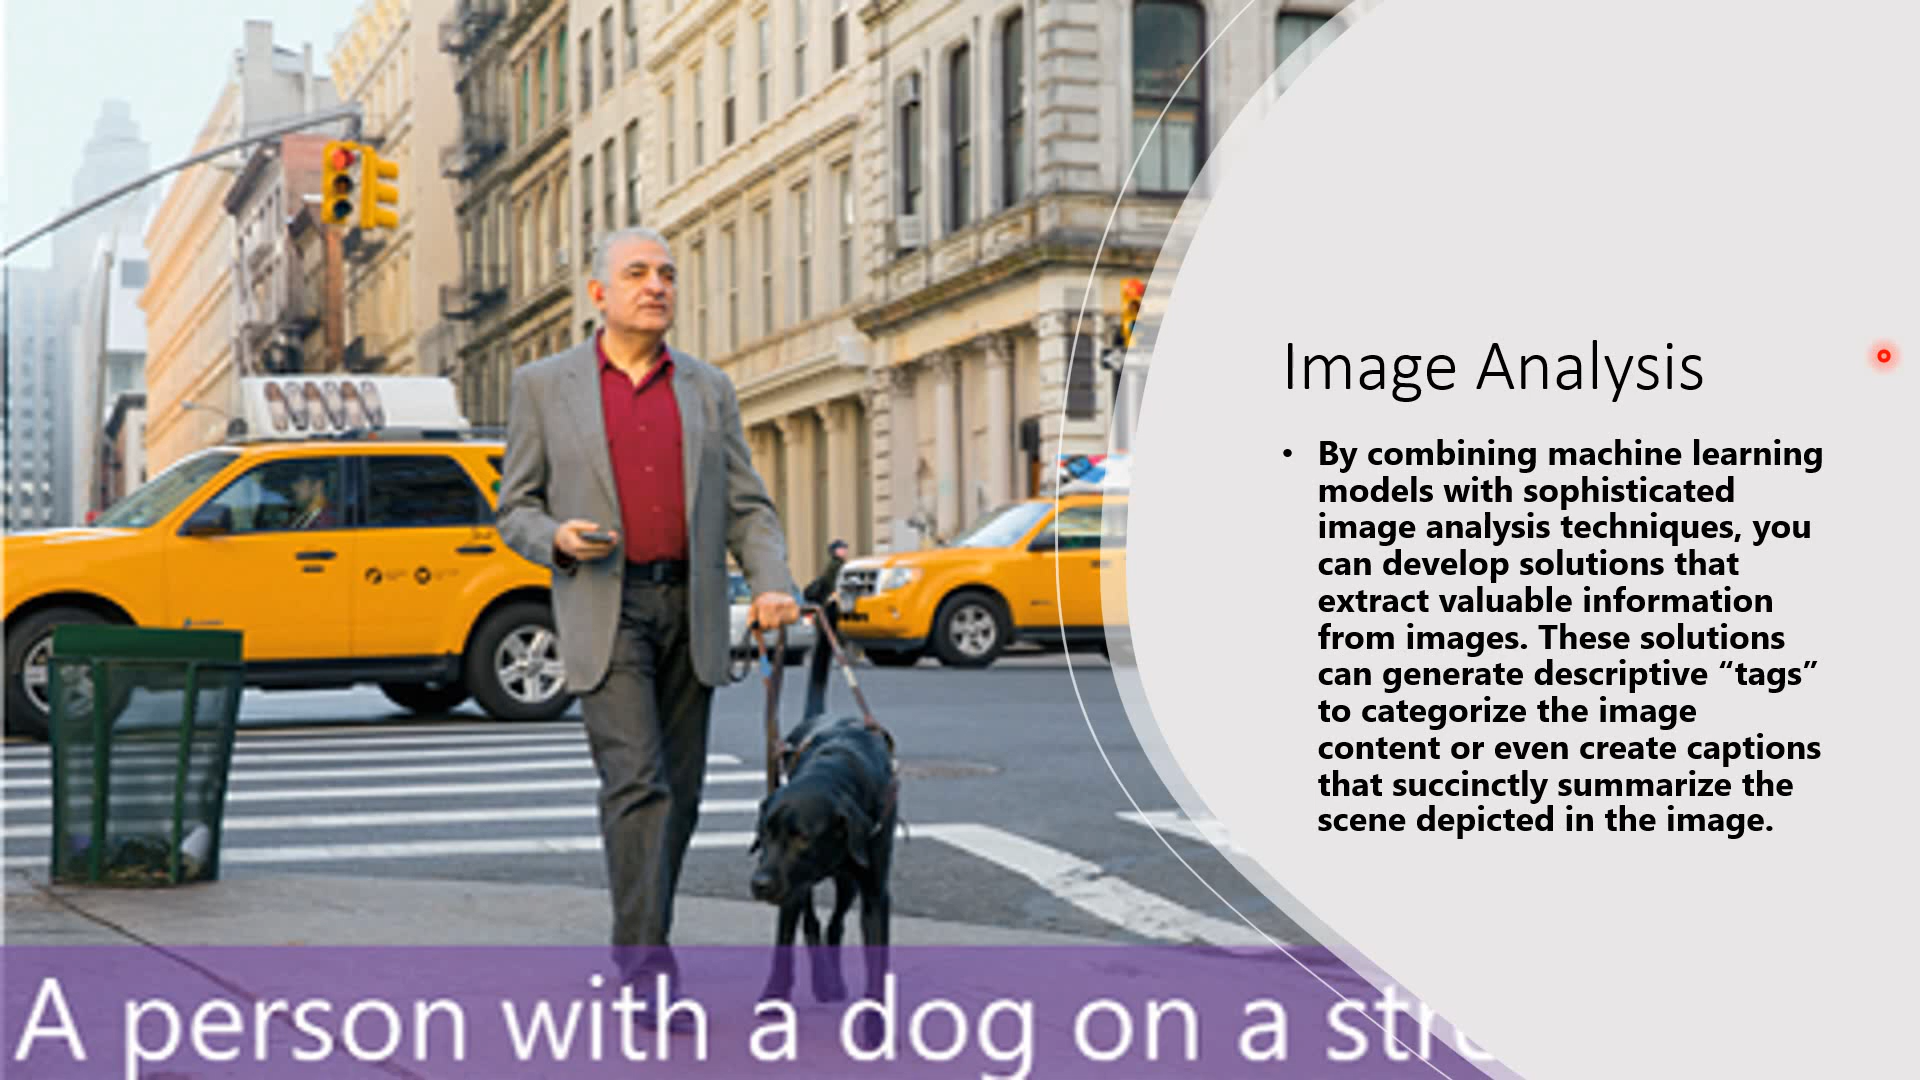 Image Analysis
• By combining machine learning
models with sophisticated
image analysis techniques, you
can develop solutions that
extract valuable information
from images. These solutions
can generate descriptive “tags”
to categorize the image
content or even create captions
that succinctly summarize the
scene depicted in the image.
A person with a dog on a